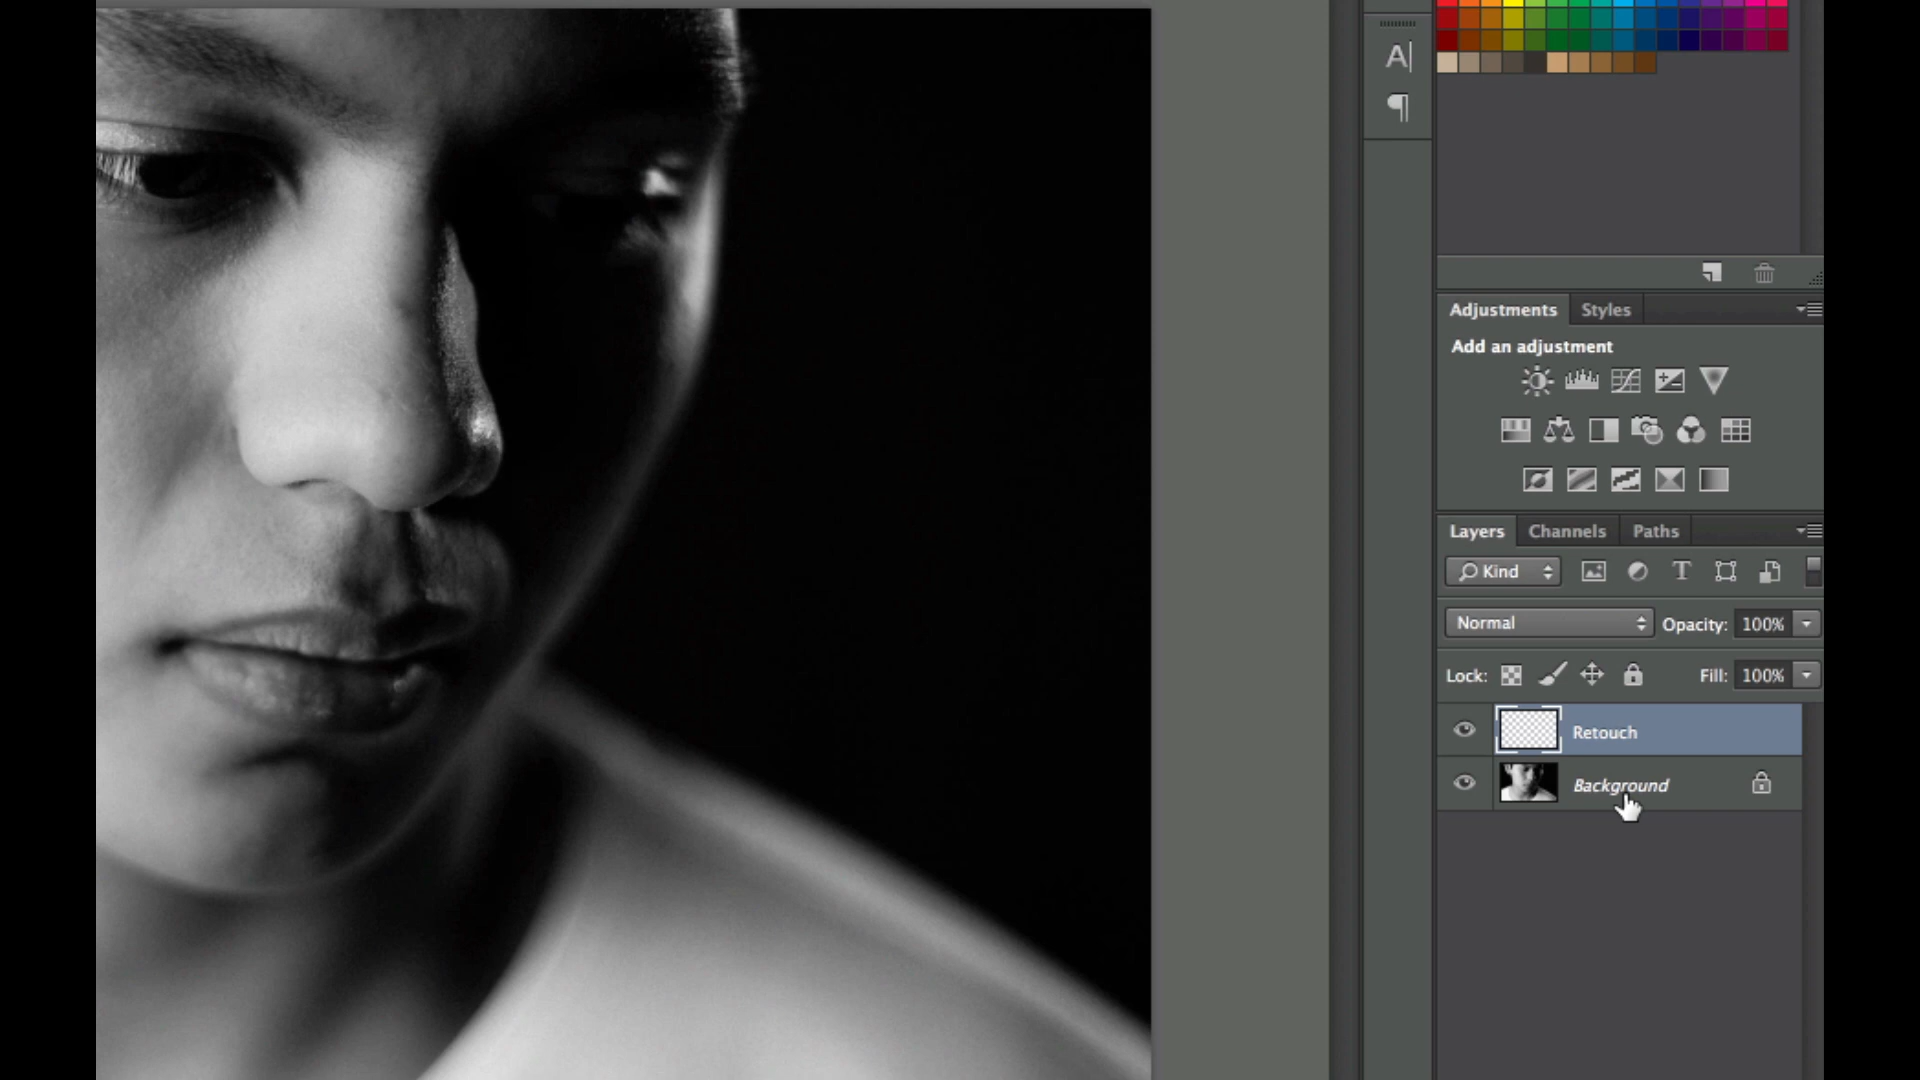 A|
Adjustments Styles
Add an adjustment
Layers Channels Paths
Kind T
Normal Opacity: 100%
Lock: Fill: 100%
Retouch
Background